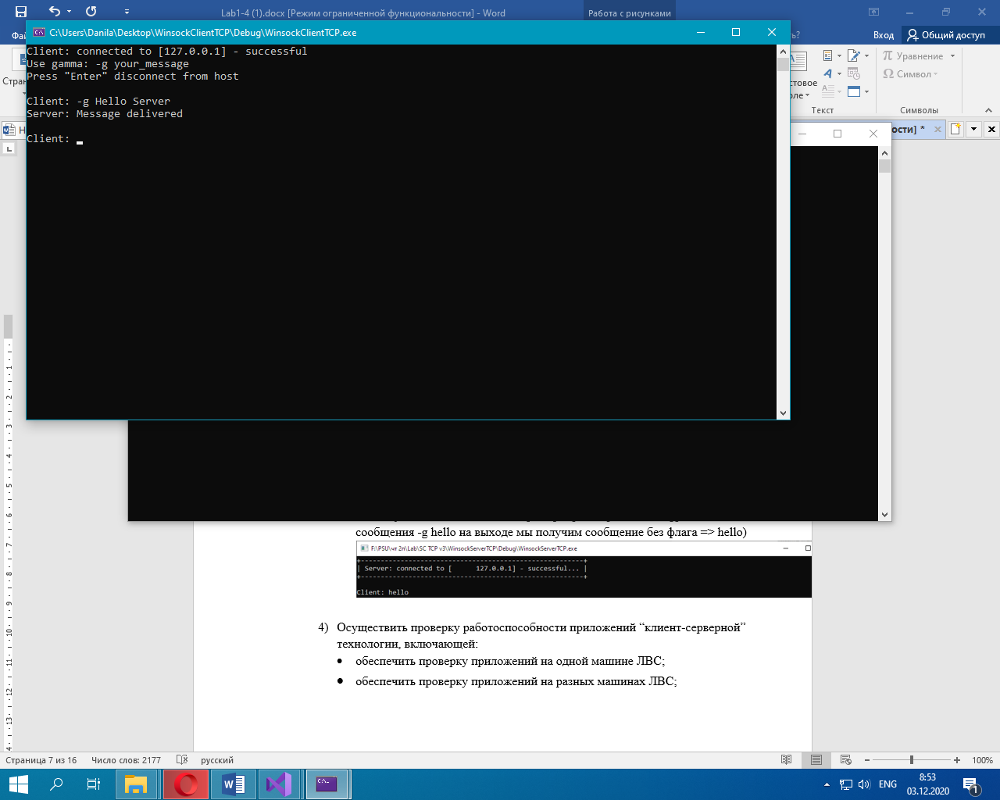 Lab1-4 (1).docx [Режим ограниченной функциональности] - Word
Работа с рисунками
C:\Users\Danila\Desktop\WinsockClientTCP\Debug\WinsockClientTCP.exe
Вход
Общий доступ
Client: connected to [127.0.0.1] - successful
Use gamma: -g your_message
Press "Enter" disconnect from host
Client: -g Hello Server
Server: Message delivered
Client:
Уравнение
Символ
Текст
Символы
сообщения -g hello на выходе мы получим сообщение без флага => hello)
F:\PSU\чт 2п\Lab\SC TCP v3\WinsockServerTCP\Debug\WinsockServerTCP.exe
| Server: connected to [ 127.0.0.1] - successful... |
Client: hello
4) Осуществить проверку работоспособности приложений “клиент-серверной”
технологии, включающей:
• обеспечить проверку приложений на одной машине ЛВС;
• обеспечить проверку приложений на разных машинах ЛВС;
Страница 7 из 16
Число слов: 2177
русский
100%
ENG
8:53
03.12.2020
1